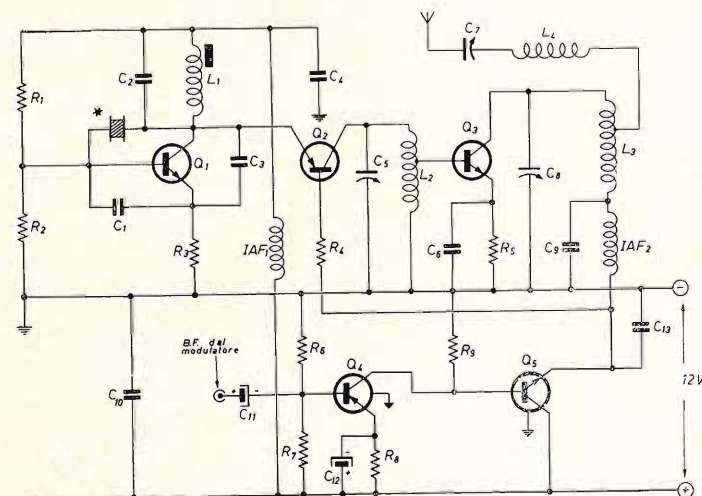 C7
L4
C2
L1
C4
R1
*
Q1
C3
Q2
C5
L2
Q3
C8
L3
C1
R2
R3
IAF1
R4
C6
R5
C9
IAF2
−
B.F. dal
modulatore
R6
R9
C13
12V
Q4
Q5
C10
+ -
C11
R7
C12
-
+
R8
+